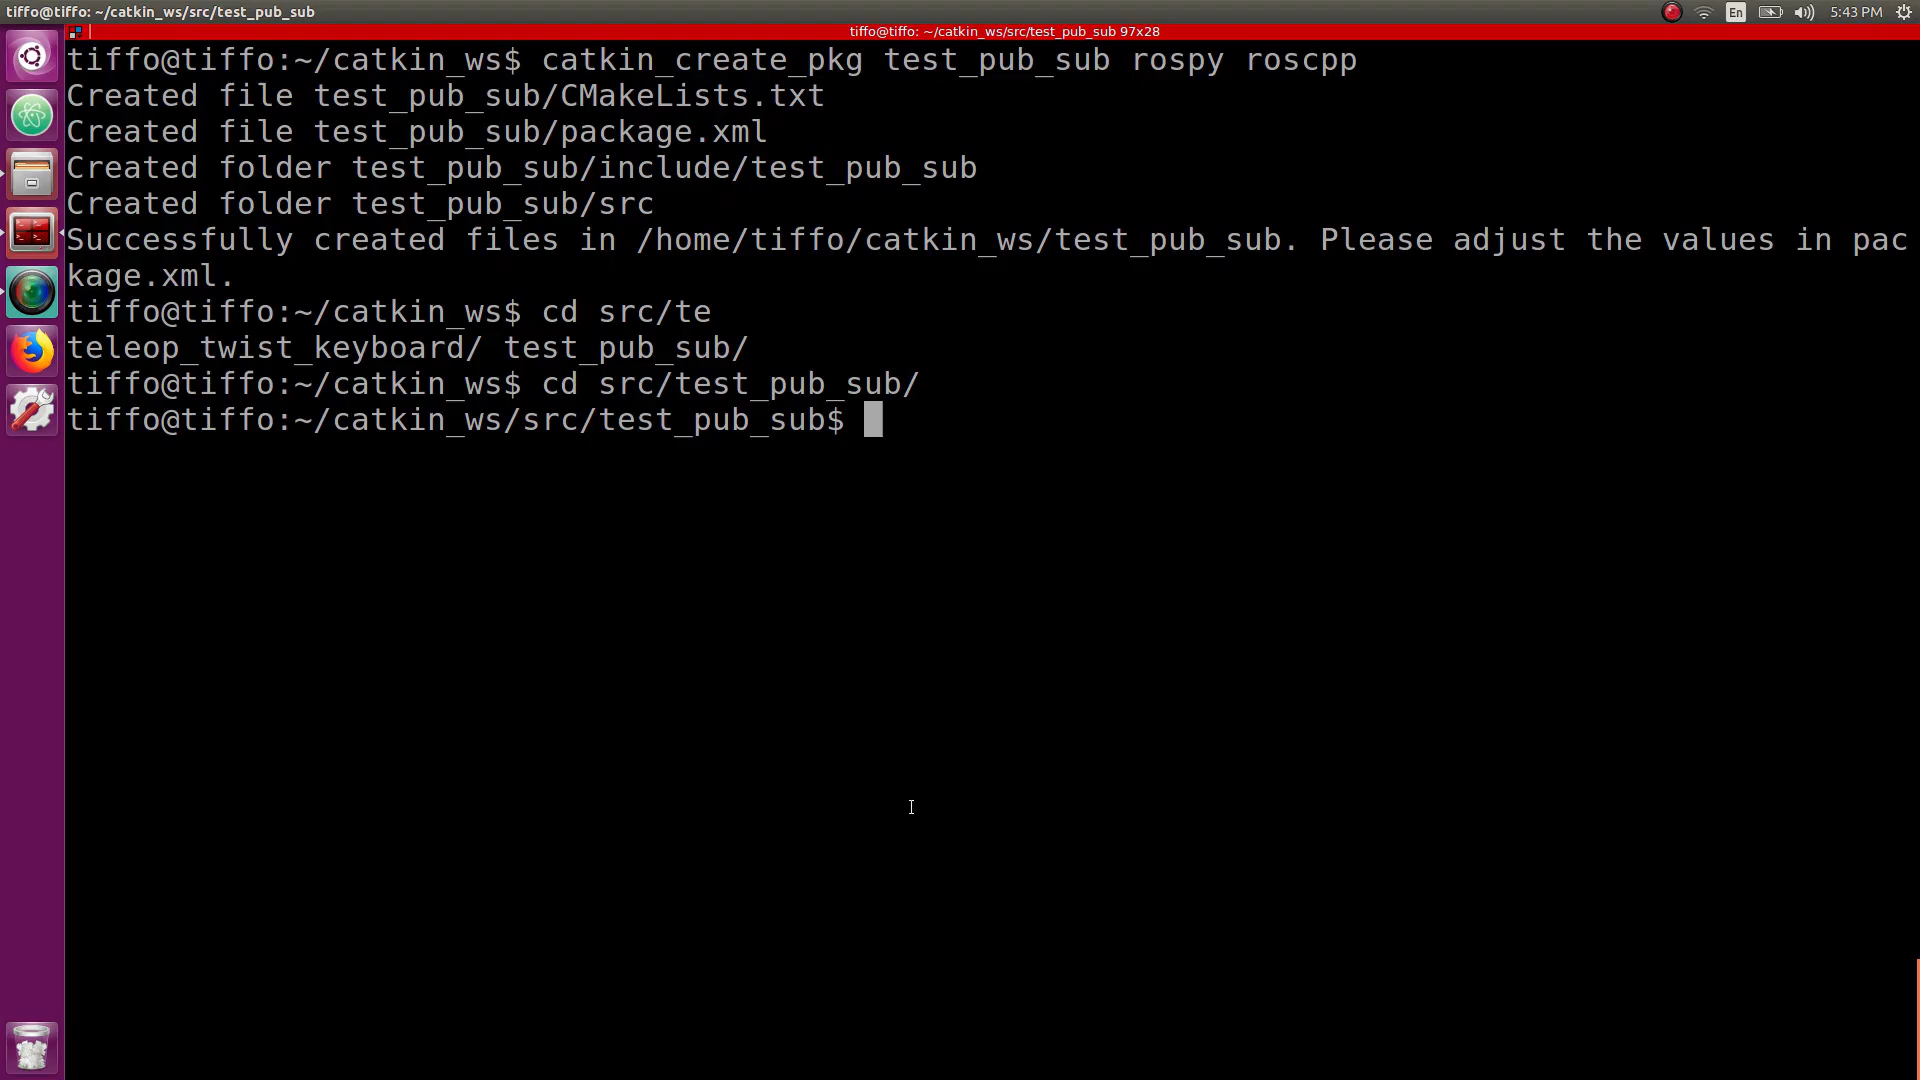 tiffo@tiffo: ~/catkin_ws/src/test_pub_sub
En
5:43 PM
tiffo@tiffo: ~/catkin_ws/src/test_pub_sub 97x28
tiffo@tiffo:~/catkin_ws$ catkin_create_pkg test_pub_sub rospy roscpp
Created file test_pub_sub/CMakeLists.txt
Created file test_pub_sub/package.xml
Created folder test_pub_sub/include/test_pub_sub
Created folder test_pub_sub/src
Successfully created files in /home/tiffo/catkin_ws/test_pub_sub. Please adjust the values in pac
kage.xml.
tiffo@tiffo:~/catkin_ws$ cd src/te
teleop_twist_keyboard/ test_pub_sub/
tiffo@tiffo:~/catkin_ws$ cd src/test_pub_sub/
tiffo@tiffo:~/catkin_ws/src/test_pub_sub$